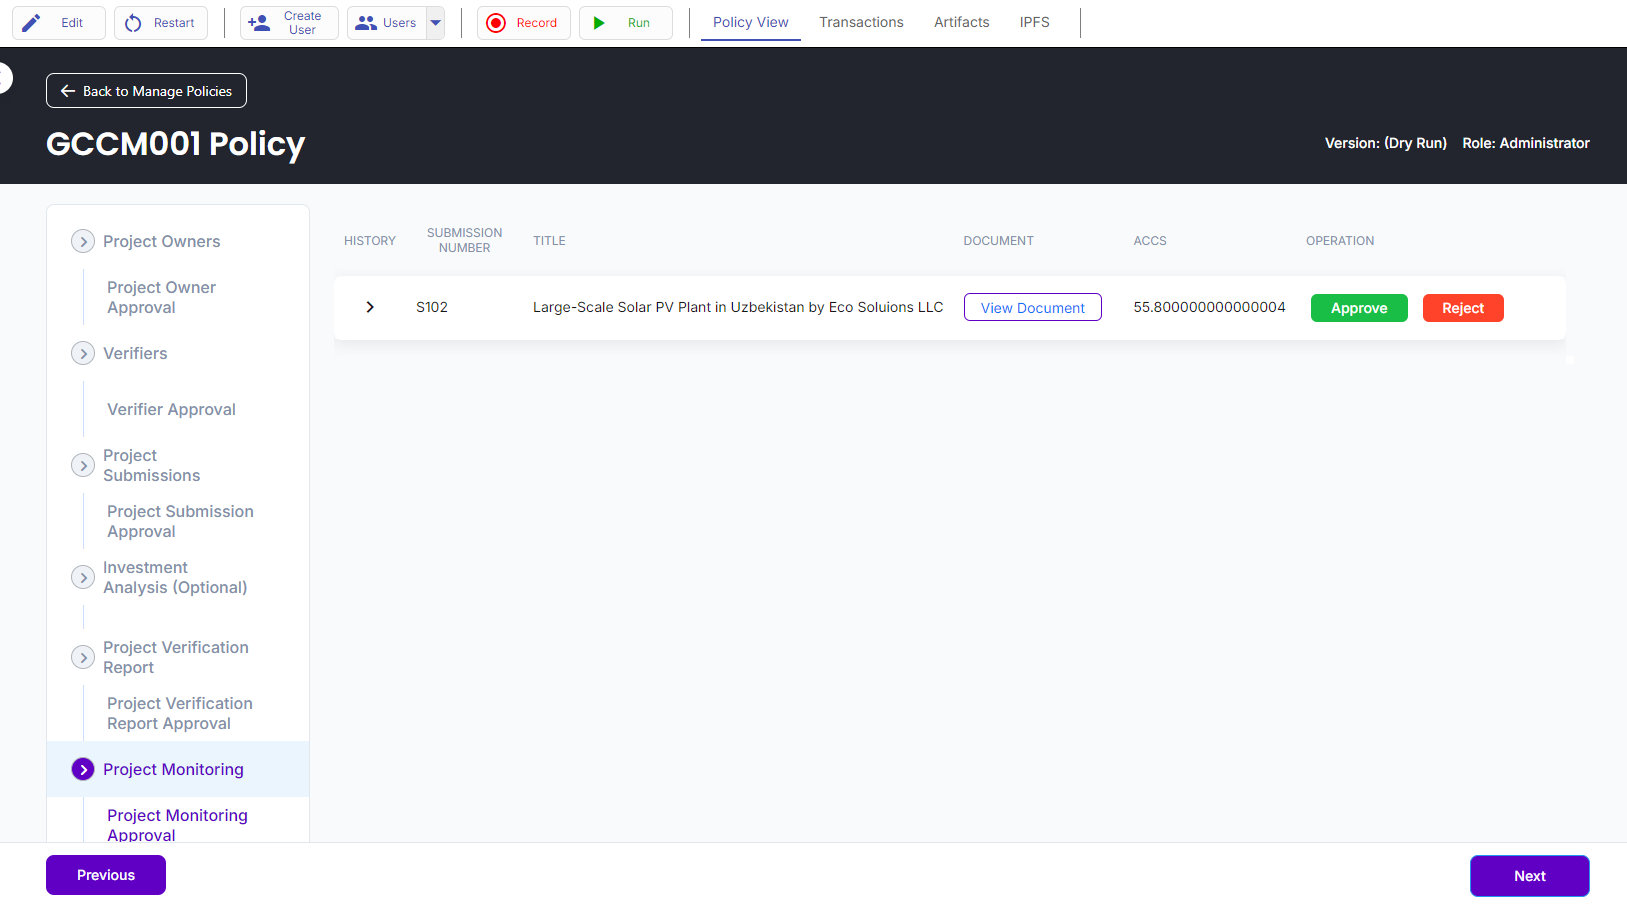 Edit
Restart
Create
User
Users
Record
Run
Policy View
Transactions
Artifacts
IPFS
Back to Manage Policies
GCCM001 Policy
Version: (Dry Run)
Role: Administrator
Project Owners
Project Owner
Approval
Verifiers
Verifier Approval
Project
Submissions
Project Submission
Approval
Investment
Analysis (Optional)
Project Verification
Report
Project Verification
Report Approval
Project Monitoring
Project Monitoring
Approval
HISTORY
SUBMISSION
NUMBER
TITLE
DOCUMENT
ACCS
OPERATION
S102
Large-Scale Solar PV Plant in Uzbekistan by Eco Soluions LLC
View Document
55.800000000000004
Approve
Reject
Previous
Next